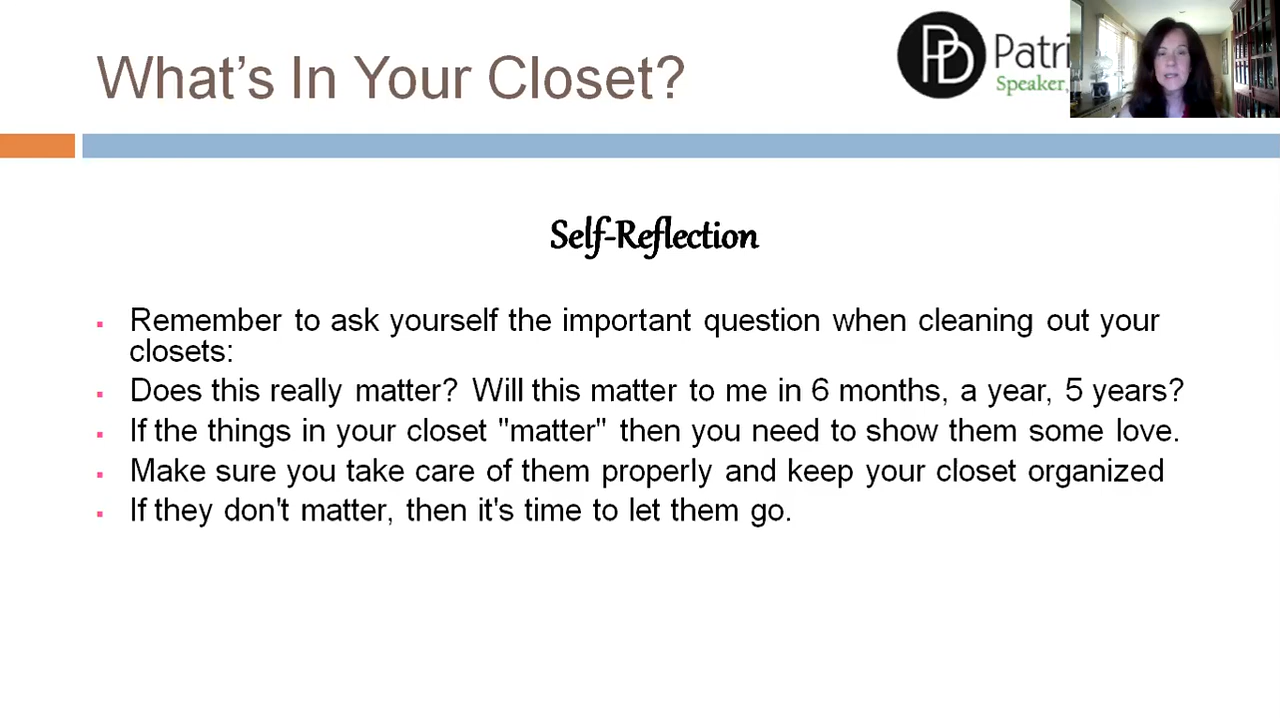 What's In Your Closet?
PD
Patri
Speaker,
Self-Reflection
Remember to ask yourself the important question when cleaning out your
closets:
Does this really matter? Will this matter to me in 6 months, a year, 5 years?
If the things in your closet "matter" then you need to show them some love.
Make sure you take care of them properly and keep your closet organized
If they don't matter, then it's time to let them go.